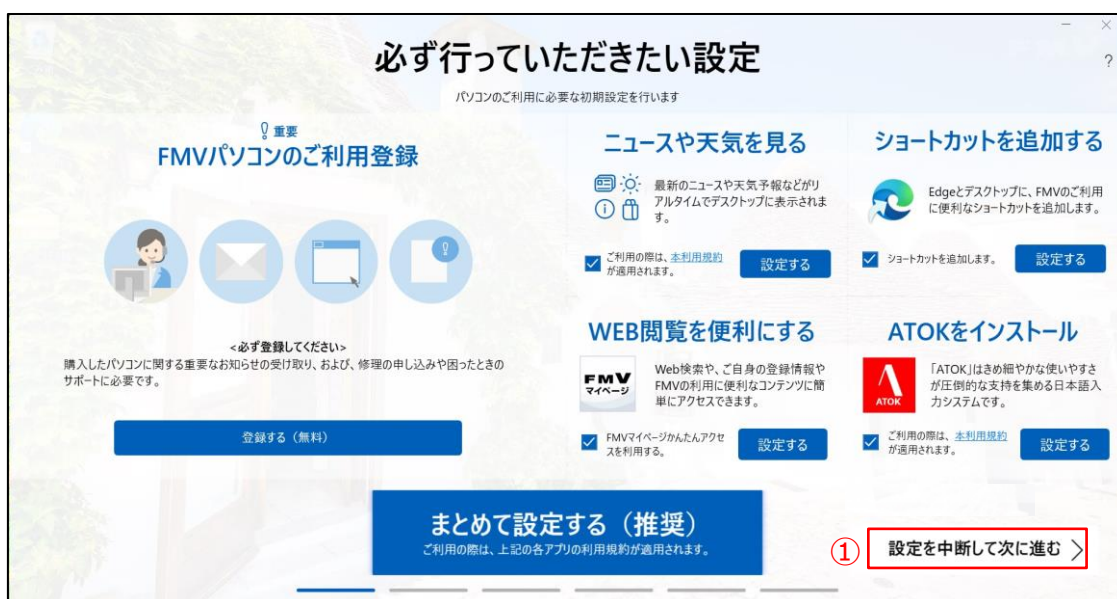 必ず行っていただきたい設定
?
パソコンのご利用に必要な初期設定を行います
重要
FMVパソコンのご利用登録
<必ず登録してください>
購入したパソコンに関する重要なお知らせの受け取り、および、修理の申し込みや困ったときの
サポートに必要です。
登録する（無料）
ニュースや天気を見る
最新のニュースや天気予報などがリ
アルタイムでデスクトップに表示されま
す。
ご利用の際は、本利用規約
が適用されます。
設定する
ショートカットを追加する
Edgeとデスクトップに、FMVのご利用
に便利なショートカットを追加します。
ショートカットを追加します。
設定する
WEB閲覧を便利にする
FMV
マイページ
Web検索や、ご自身の登録情報や
FMVの利用に便利なコンテンツに簡
単にアクセスできます。
FMVマイページかんたんアクセ
スを利用する。
設定する
ATOKをインストール
ATOK
「ATOK」はきめ細やかな使いやすさ
が圧倒的な支持を集める日本語入
力システムです。
ご利用の際は、本利用規約
が適用されます。
設定する
まとめて設定する（推奨）
ご利用の際は、上記の各アプリの利用規約が適用されます。
① 設定を中断して次に進む